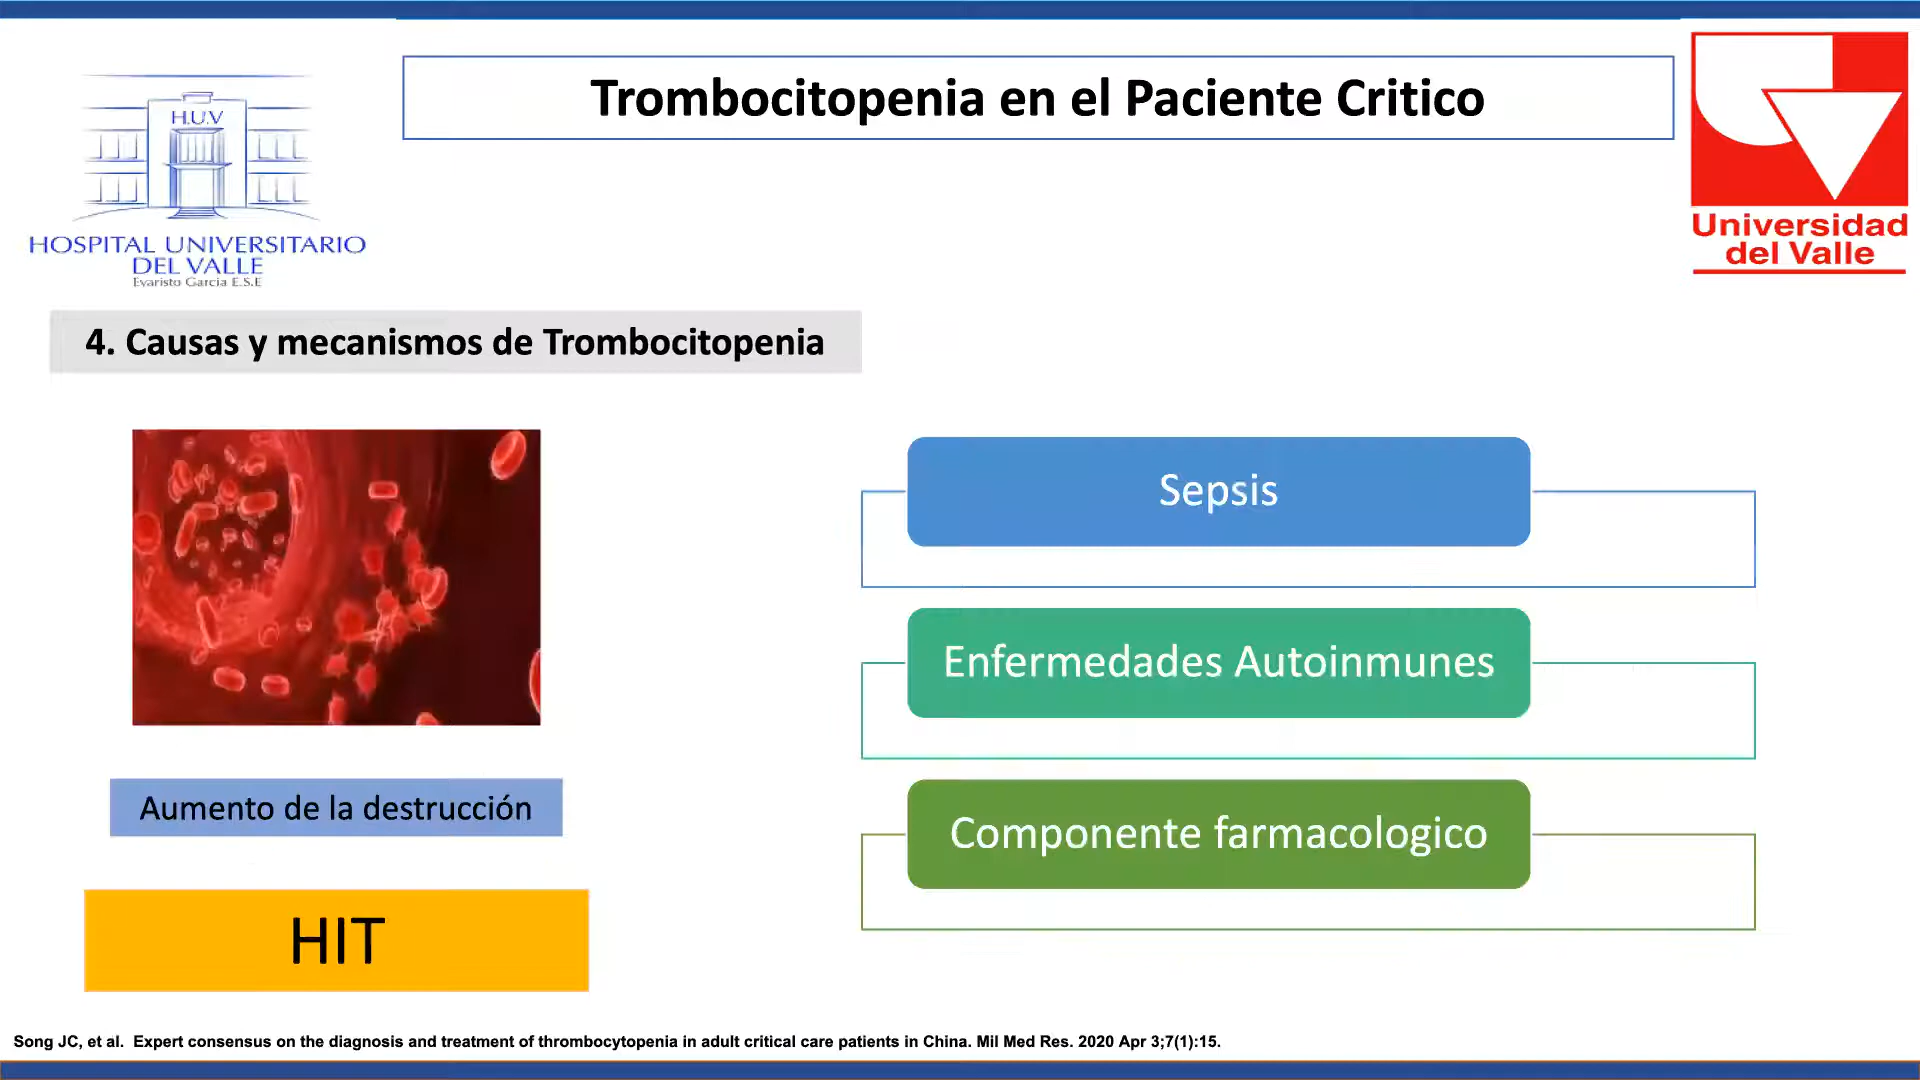 Trombocitopenia en el Paciente Critico
H.U.V
HOSPITAL UNIVERSITARIO
DEL VALLE
Evaristo Garcia E.S.E
Universidad
del Valle
4. Causas y mecanismos de Trombocitopenia
Aumento de la destrucción
HIT
Sepsis
Enfermedades Autoinmunes
Componente farmacologico
Song JC, et al. Expert consensus on the diagnosis and treatment of thrombocytopenia in adult critical care patients in China. Mil Med Res. 2020 Apr 3;7(1):15.